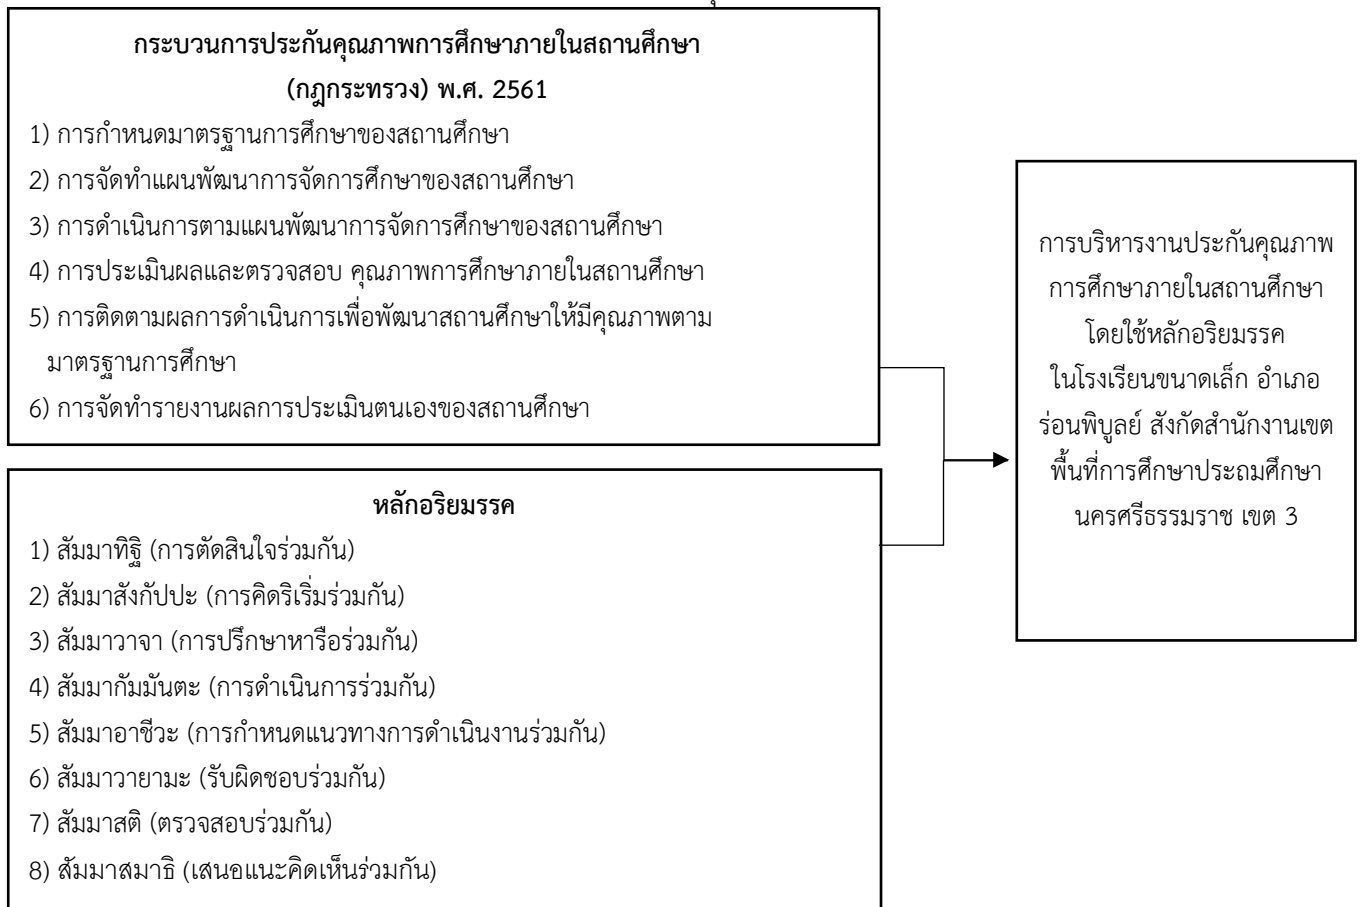 กระบวนการประกันคุณภาพการศึกษาภายในสถานศึกษา
(กฎกระทรวง) พ.ศ. 2561
1) การกำหนดมาตรฐานการศึกษาของสถานศึกษา
2) การจัดทำแผนพัฒนาการจัดการศึกษาของสถานศึกษา
3) การดำเนินการตามแผนพัฒนาการจัดการศึกษาของสถานศึกษา
4) การประเมินผลและตรวจสอบ คุณภาพการศึกษาภายในสถานศึกษา
5) การติดตามผลการดำเนินการเพื่อพัฒนาสถานศึกษาให้มีคุณภาพตาม
มาตรฐานการศึกษา
6) การจัดทำรายงานผลการประเมินตนเองของสถานศึกษา
หลักอริยมรรค
1) สัมมาทิฐิ (การตัดสินใจร่วมกัน)
2) สัมมาสังกัปปะ (การคิดริเริ่มร่วมกัน)
3) สัมมาวาจา (การปรึกษาหารือร่วมกัน)
4) สัมมากัมมันตะ (การดำเนินการร่วมกัน)
5) สัมมาอาชีวะ (การกำหนดแนวทางการดำเนินงานร่วมกัน)
6) สัมมาวายามะ (รับผิดชอบร่วมกัน)
7) สัมมาสติ (ตรวจสอบร่วมกัน)
8) สัมมาสมาธิ (เสนอแนะคิดเห็นร่วมกัน)
การบริหารงานประกันคุณภาพ
การศึกษาภายในสถานศึกษา
โดยใช้หลักอริยมรรค
ในโรงเรียนขนาดเล็ก อำเภอ
ร่อนพิบูลย์ สังกัดสำนักงานเขต
พื้นที่การศึกษาประถมศึกษา
นครศรีธรรมราช เขต 3